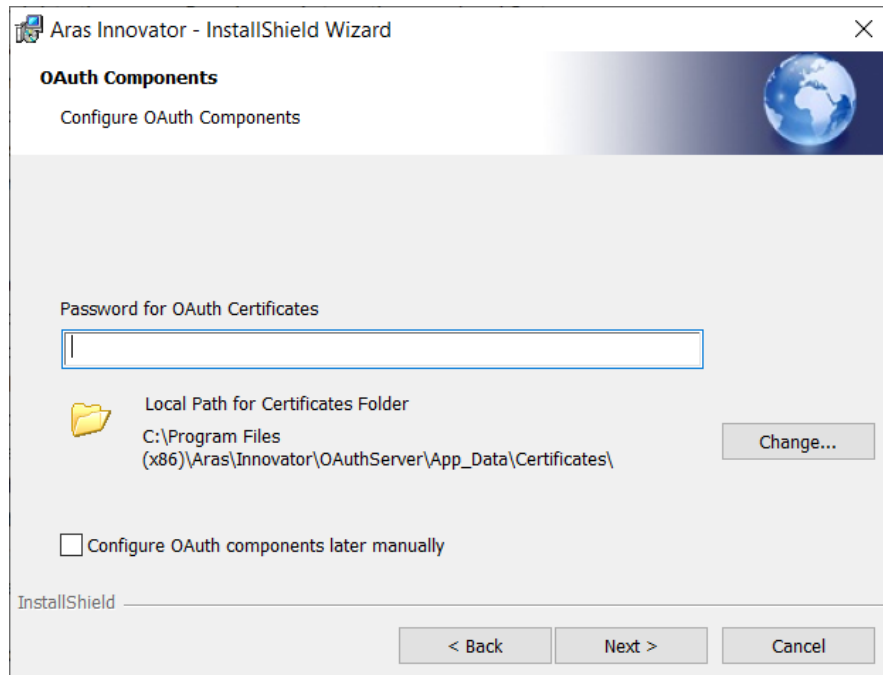 Aras Innovator - InstallShield Wizard
OAuth Components
Configure OAuth Components
Password for OAuth Certificates
Local Path for Certificates Folder
C:\Program Files
(x86)\Aras\Innovator\OAuthServer\App_Data\Certificates\
Change...
Configure OAuth components later manually
InstallShield
< Back
Next >
Cancel